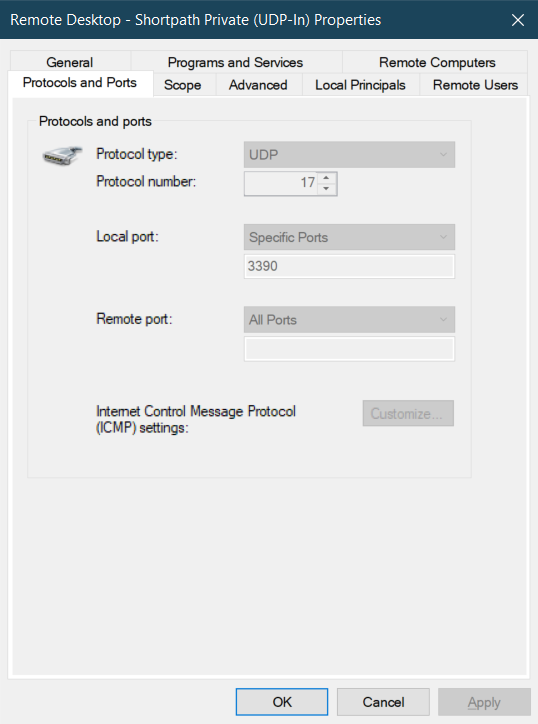 Remote Desktop - Shortpath Private (UDP-In) Properties
General Programs and Services Remote Computers
Protocols and Ports Scope Advanced Local Principals Remote Users
Protocols and ports
Protocol type: UDP
Protocol number: 17
Local port: Specific Ports
3390
Remote port: All Ports
Internet Control Message Protocol
(ICMP) settings:
Customize...
OK Cancel Apply